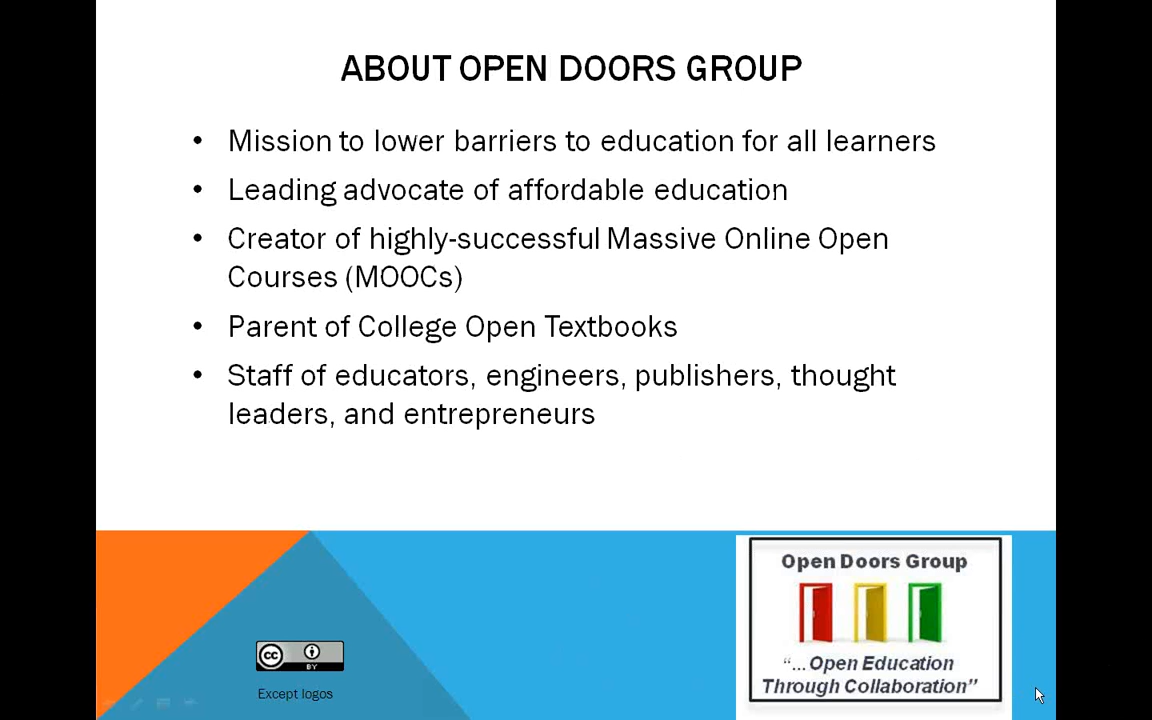 ABOUT OPEN DOORS GROUP
• Mission to lower barriers to education for all learners
• Leading advocate of affordable education
• Creator of highly-successful Massive Online Open
Courses (MOOCs)
• Parent of College Open Textbooks
• Staff of educators, engineers, publishers, thought
leaders, and entrepreneurs
cc BY
Except logos
Open Doors Group
“...Open Education
Through Collaboration”